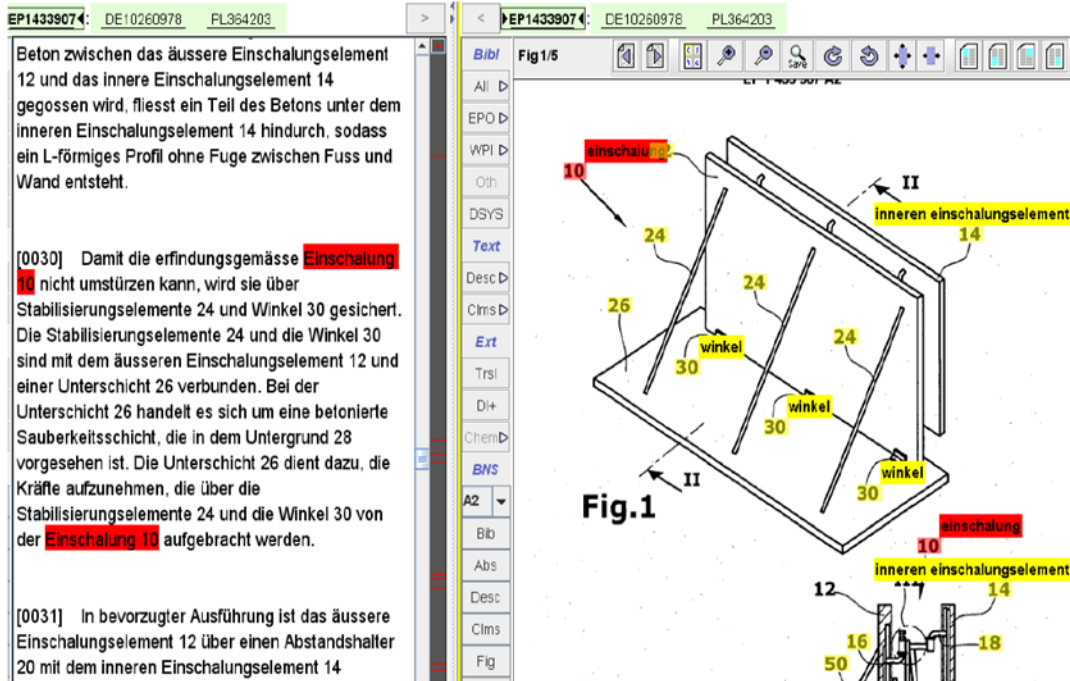 EP1433907 : DE10260978 PL364203 >
Beton zwischen das äussere Einschalungselement
12 und das innere Einschalungselement 14
gegossen wird, fliesst ein Teil des Betons unter dem
inneren Einschalungselement 14 hindurch, sodass
ein L-förmiges Profil ohne Fuge zwischen Fuss und
Wand entsteht.
[0030] Damit die erfindungsgemässe Einschalung
10 nicht umstürzen kann, wird sie über
Stabilisierungselemente 24 und Winkel 30 gesichert.
Die Stabilisierungselemente 24 und die Winkel 30
sind mit dem äusseren Einschalungselement 12 und
einer Unterschicht 26 verbunden. Bei der
Unterschicht 26 handelt es sich um eine betonierte
Sauberkeitsschicht, die in dem Untergrund 28
vorgesehen ist. Die Unterschicht 26 dient dazu, die
Kräfte aufzunehmen, die über die
Stabilisierungselemente 24 und die Winkel 30 von
der Einschalung 10 aufgebracht werden.
[0031] In bevorzugter Ausführung ist das äussere
Einschalungselement 12 über einen Abstandshalter
20 mit dem inneren Einschalungselement 14
< EP1433907 : DE10260978 PL364203
Bibl
All
EPO
WPI
Oth
DSYS
Text
Desc
Clms
Ext
Trsl
DI+
Chem
BNS
A2
Bib
Abs
Desc
Clms
Fig
Fig 1/5
Save
einschalung
10
II
inneren einschalungselement
14
24
24
26
24
winkel
30
winkel
30
winkel
30
II
Fig.1
einschalung
10
inneren einschalungselement
12
14
16
18
50